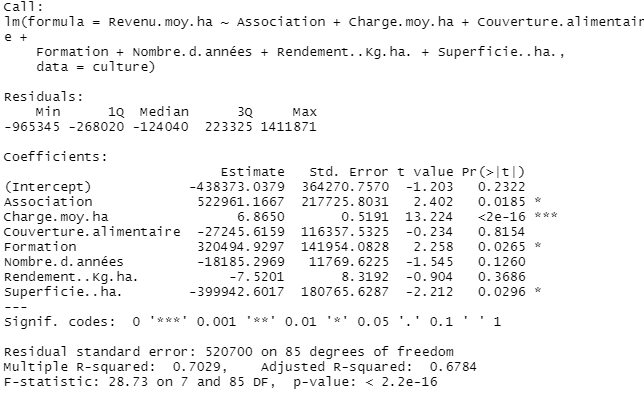 Call:
lm(formula = Revenu.moy.ha ~ Association + Charge.moy.ha + Couverture.alimentair
e +
    Formation + Nombre.d.années + Rendement..Kg.ha. + Superficie..ha.,
    data = culture)
Residuals:
    Min      1Q  Median      3Q     Max
-965345 -268020 -124040  223325 1411871
Coefficients:
                         Estimate   Std. Error t value Pr(>|t|)
(Intercept)          -438373.0379  364270.7570  -1.203   0.2322
Association           522961.1667  217725.8031   2.402   0.0185 *
Charge.moy.ha              6.8650       0.5191  13.224   <2e-16 ***
Couverture.alimentaire -27245.6159  116357.5325  -0.234   0.8154
Formation             320494.9297  141954.0828   2.258   0.0265 *
Nombre.d.années       -18185.2969   11769.6225  -1.545   0.1260
Rendement..Kg.ha.         -7.5201       8.3192  -0.904   0.3686
Superficie..ha.      -399942.6017  180765.6287  -2.212   0.0296 *
---
Signif. codes:  0 '***' 0.001 '**' 0.01 '*' 0.05 '.' 0.1 ' ' 1
Residual standard error: 520700 on 85 degrees of freedom
Multiple R-squared:  0.7029,    Adjusted R-squared:  0.6784
F-statistic: 28.73 on 7 and 85 DF,  p-value: < 2.2e-16